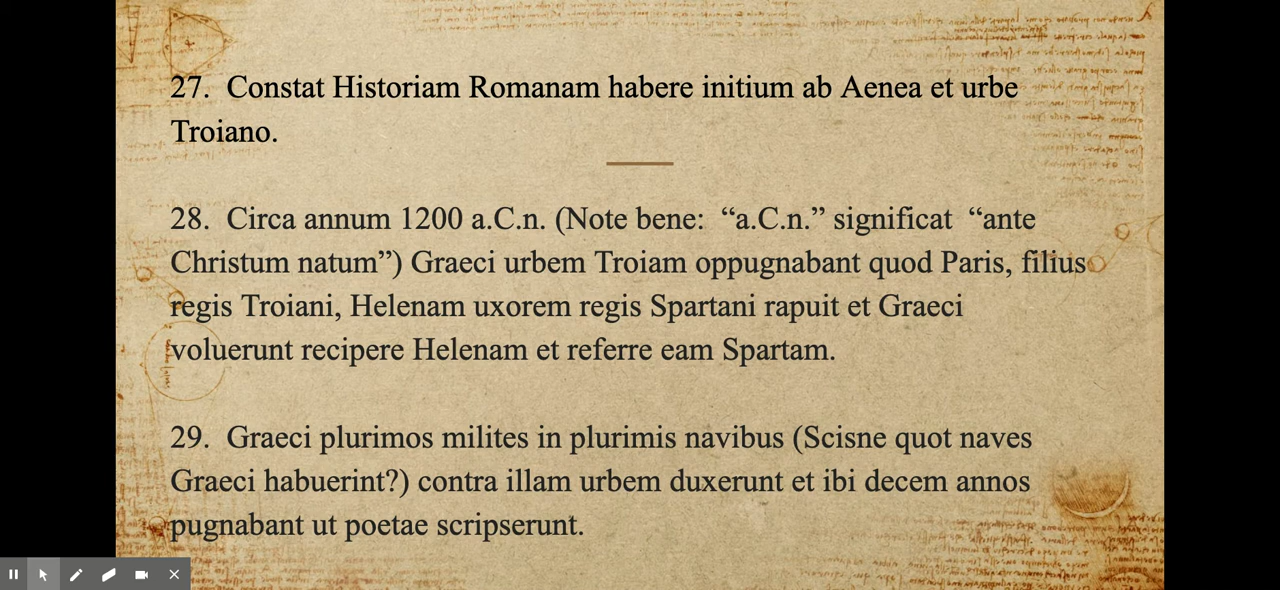 27. Constat Historiam Romanam habere initium ab Aenea et urbe
Troiano.
28. Circa annum 1200 a.C.n. (Note bene: “a.C.n.” significat “ante
Christum natum”) Graeci urbem Troiam oppugnabant quod Paris, filius
regis Troiani, Helenam uxorem regis Spartani rapuit et Graeci
voluerunt recipere Helenam et referre eam Spartam.
29. Graeci plurimos milites in plurimis navibus (Scisne quot naves
Graeci habuerint?) contra illam urbem duxerunt et ibi decem annos
pugnabant ut poetae scripserunt.